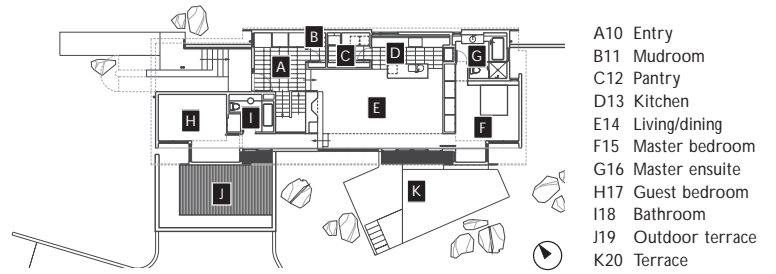 B
A
C
D
G
E
H
I
F
J
K
A10 Entry
B11 Mudroom
C12 Pantry
D13 Kitchen
E14 Living/dining
F15 Master bedroom
G16 Master ensuite
H17 Guest bedroom
I18 Bathroom
J19 Outdoor terrace
K20 Terrace